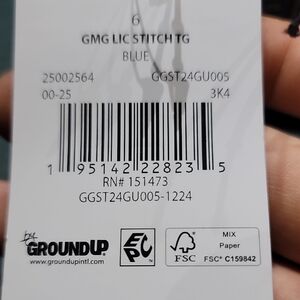 6
GMG LIC STITCH TG
BLUE
25002564 GGST24GU005
00-25 3K4
1 95142 22823 5
RN# 151473
GGST24GU005-1224
GROUNDUP
www.groundupintl.com
EPC
FSC
MIX
Paper
FSC® C159842